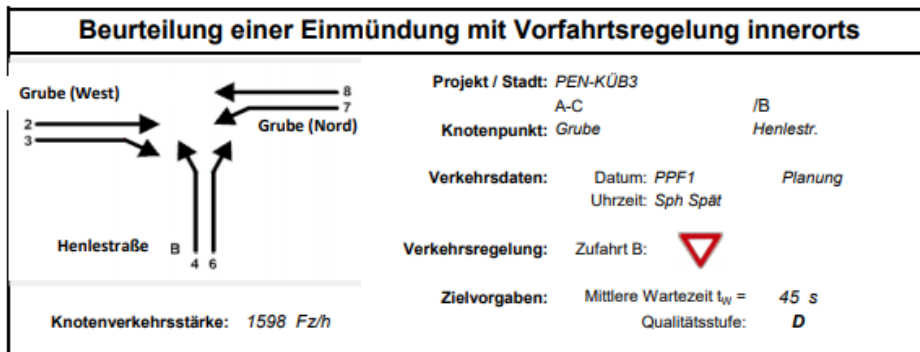 Beurteilung einer Einmündung mit Vorfahrtsregelung innerorts
Grube (West)
8
7
Grube (Nord)
2
3
Henlestraße B
4 6
Knotenverkehrsstärke: 1598 Fz/h
Projekt / Stadt: PEN-KÜB3
A-C /B
Knotenpunkt: Grube Henlestr.
Verkehrsdaten: Datum: PPF1 Planung
Uhrzeit: Sph Spät
Verkehrsregelung: Zufahrt B:
Zielvorgaben: Mittlere Wartezeit tW = 45 s
Qualitätsstufe: D